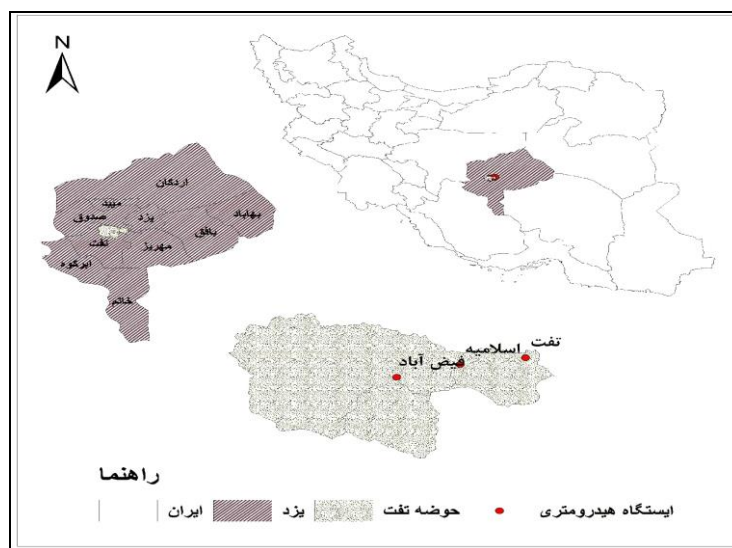 N
اردکان
میبد
صدوق
یزد
بهاباد
بافق
تفت
مهریز
ابرکوه
خاتم
تفت
اسلامیه
فیض آباد
راهنما
ایستگاه هیدرومتری
حوضه تفت
یزد
ایران